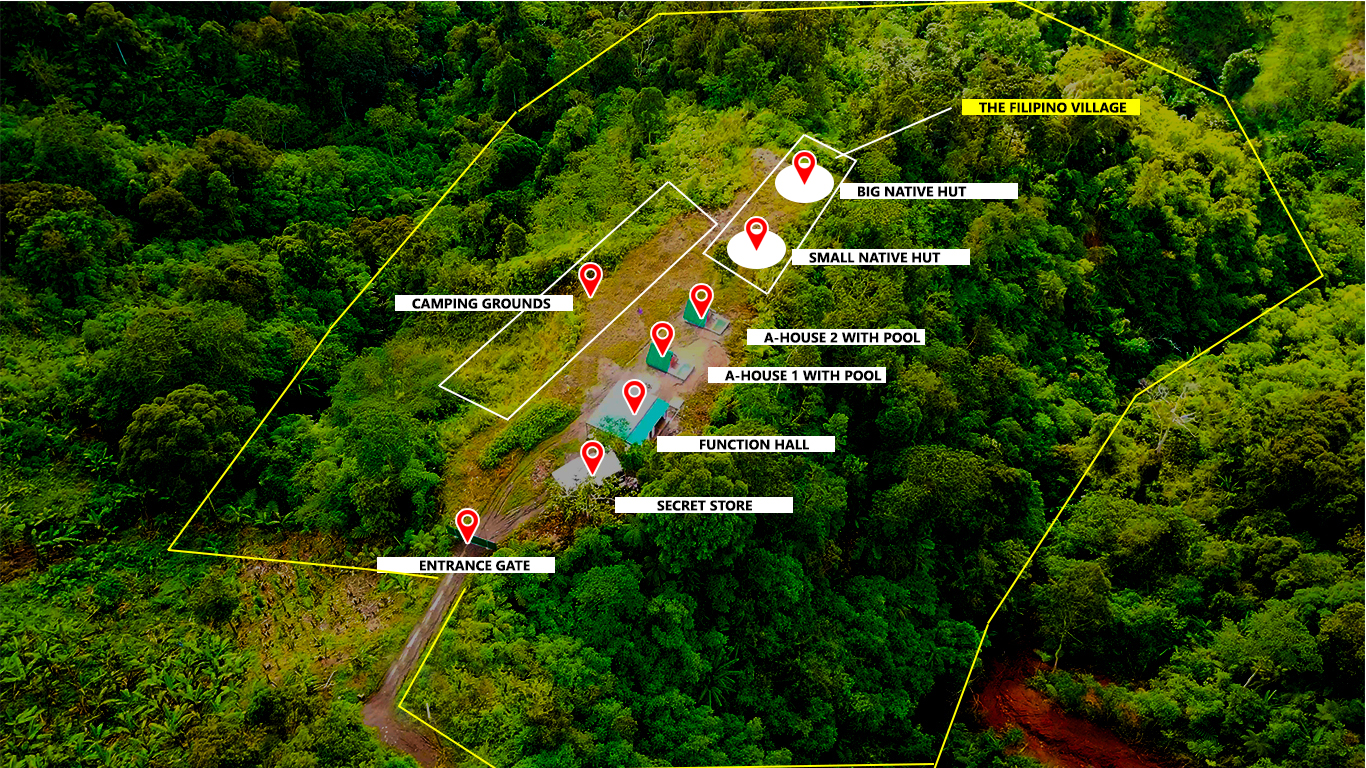 THE FILIPINO VILLAGE
BIG NATIVE HUT
SMALL NATIVE HUT
CAMPING GROUNDS
A-HOUSE 2 WITH POOL
A-HOUSE 1 WITH POOL
FUNCTION HALL
SECRET STORE
ENTRANCE GATE